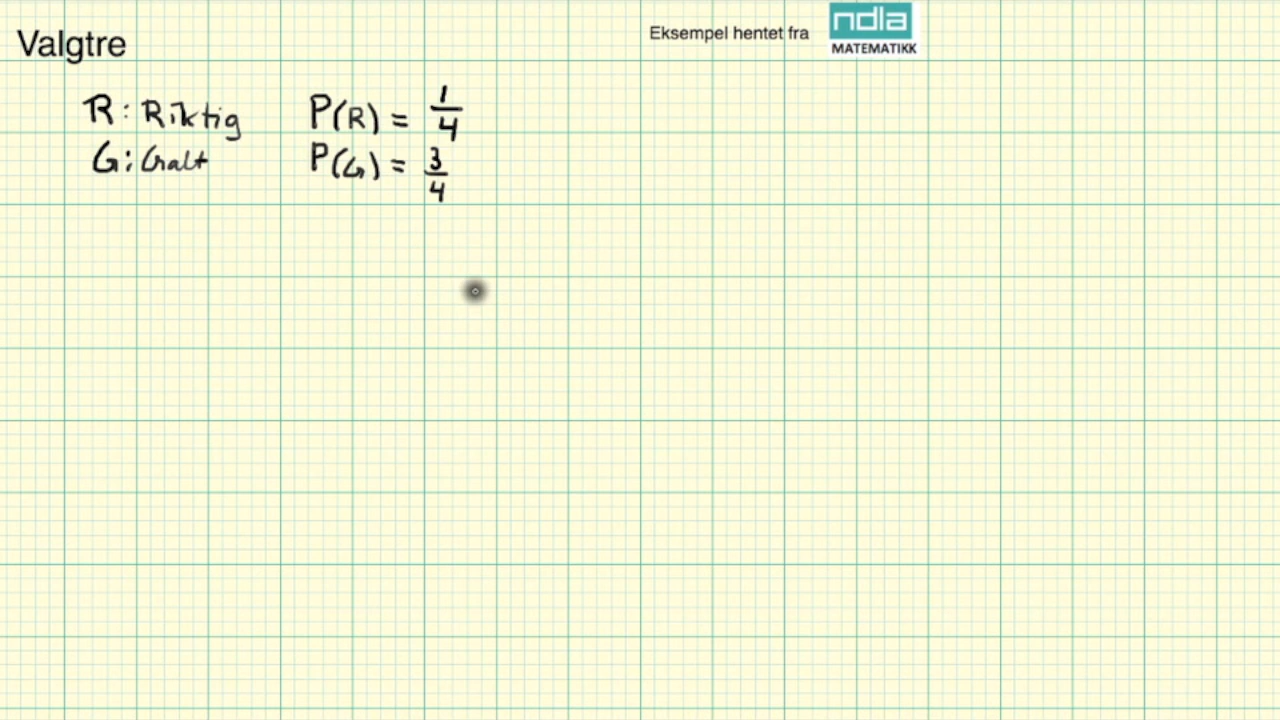 Valgtre
Eksempel hentet fra
ndla
MATEMATIKK
R: Riktig P(R) = 1/4
G: Galt P(G) = 3/4